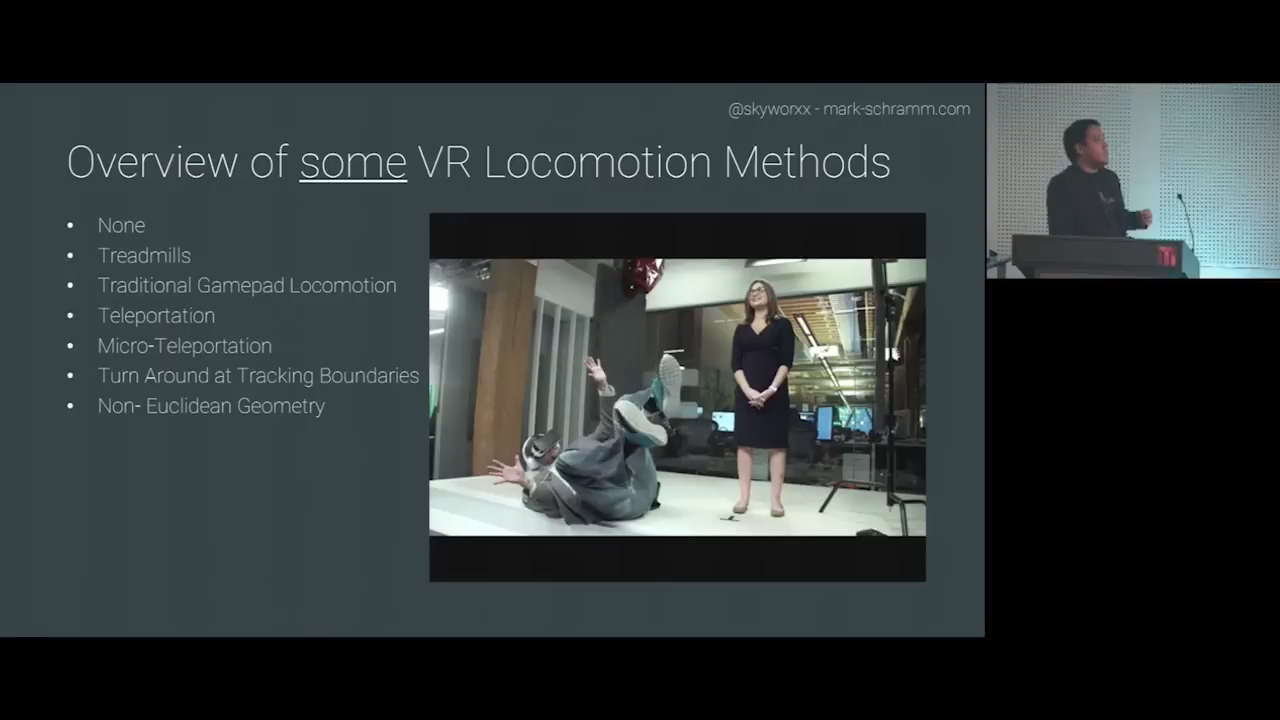 @skyworxx - mark-schramm.com
Overview of some VR Locomotion Methods
• None
• Treadmills
• Traditional Gamepad Locomotion
• Teleportation
• Micro-Teleportation
• Turn Around at Tracking Boundaries
• Non- Euclidean Geometry